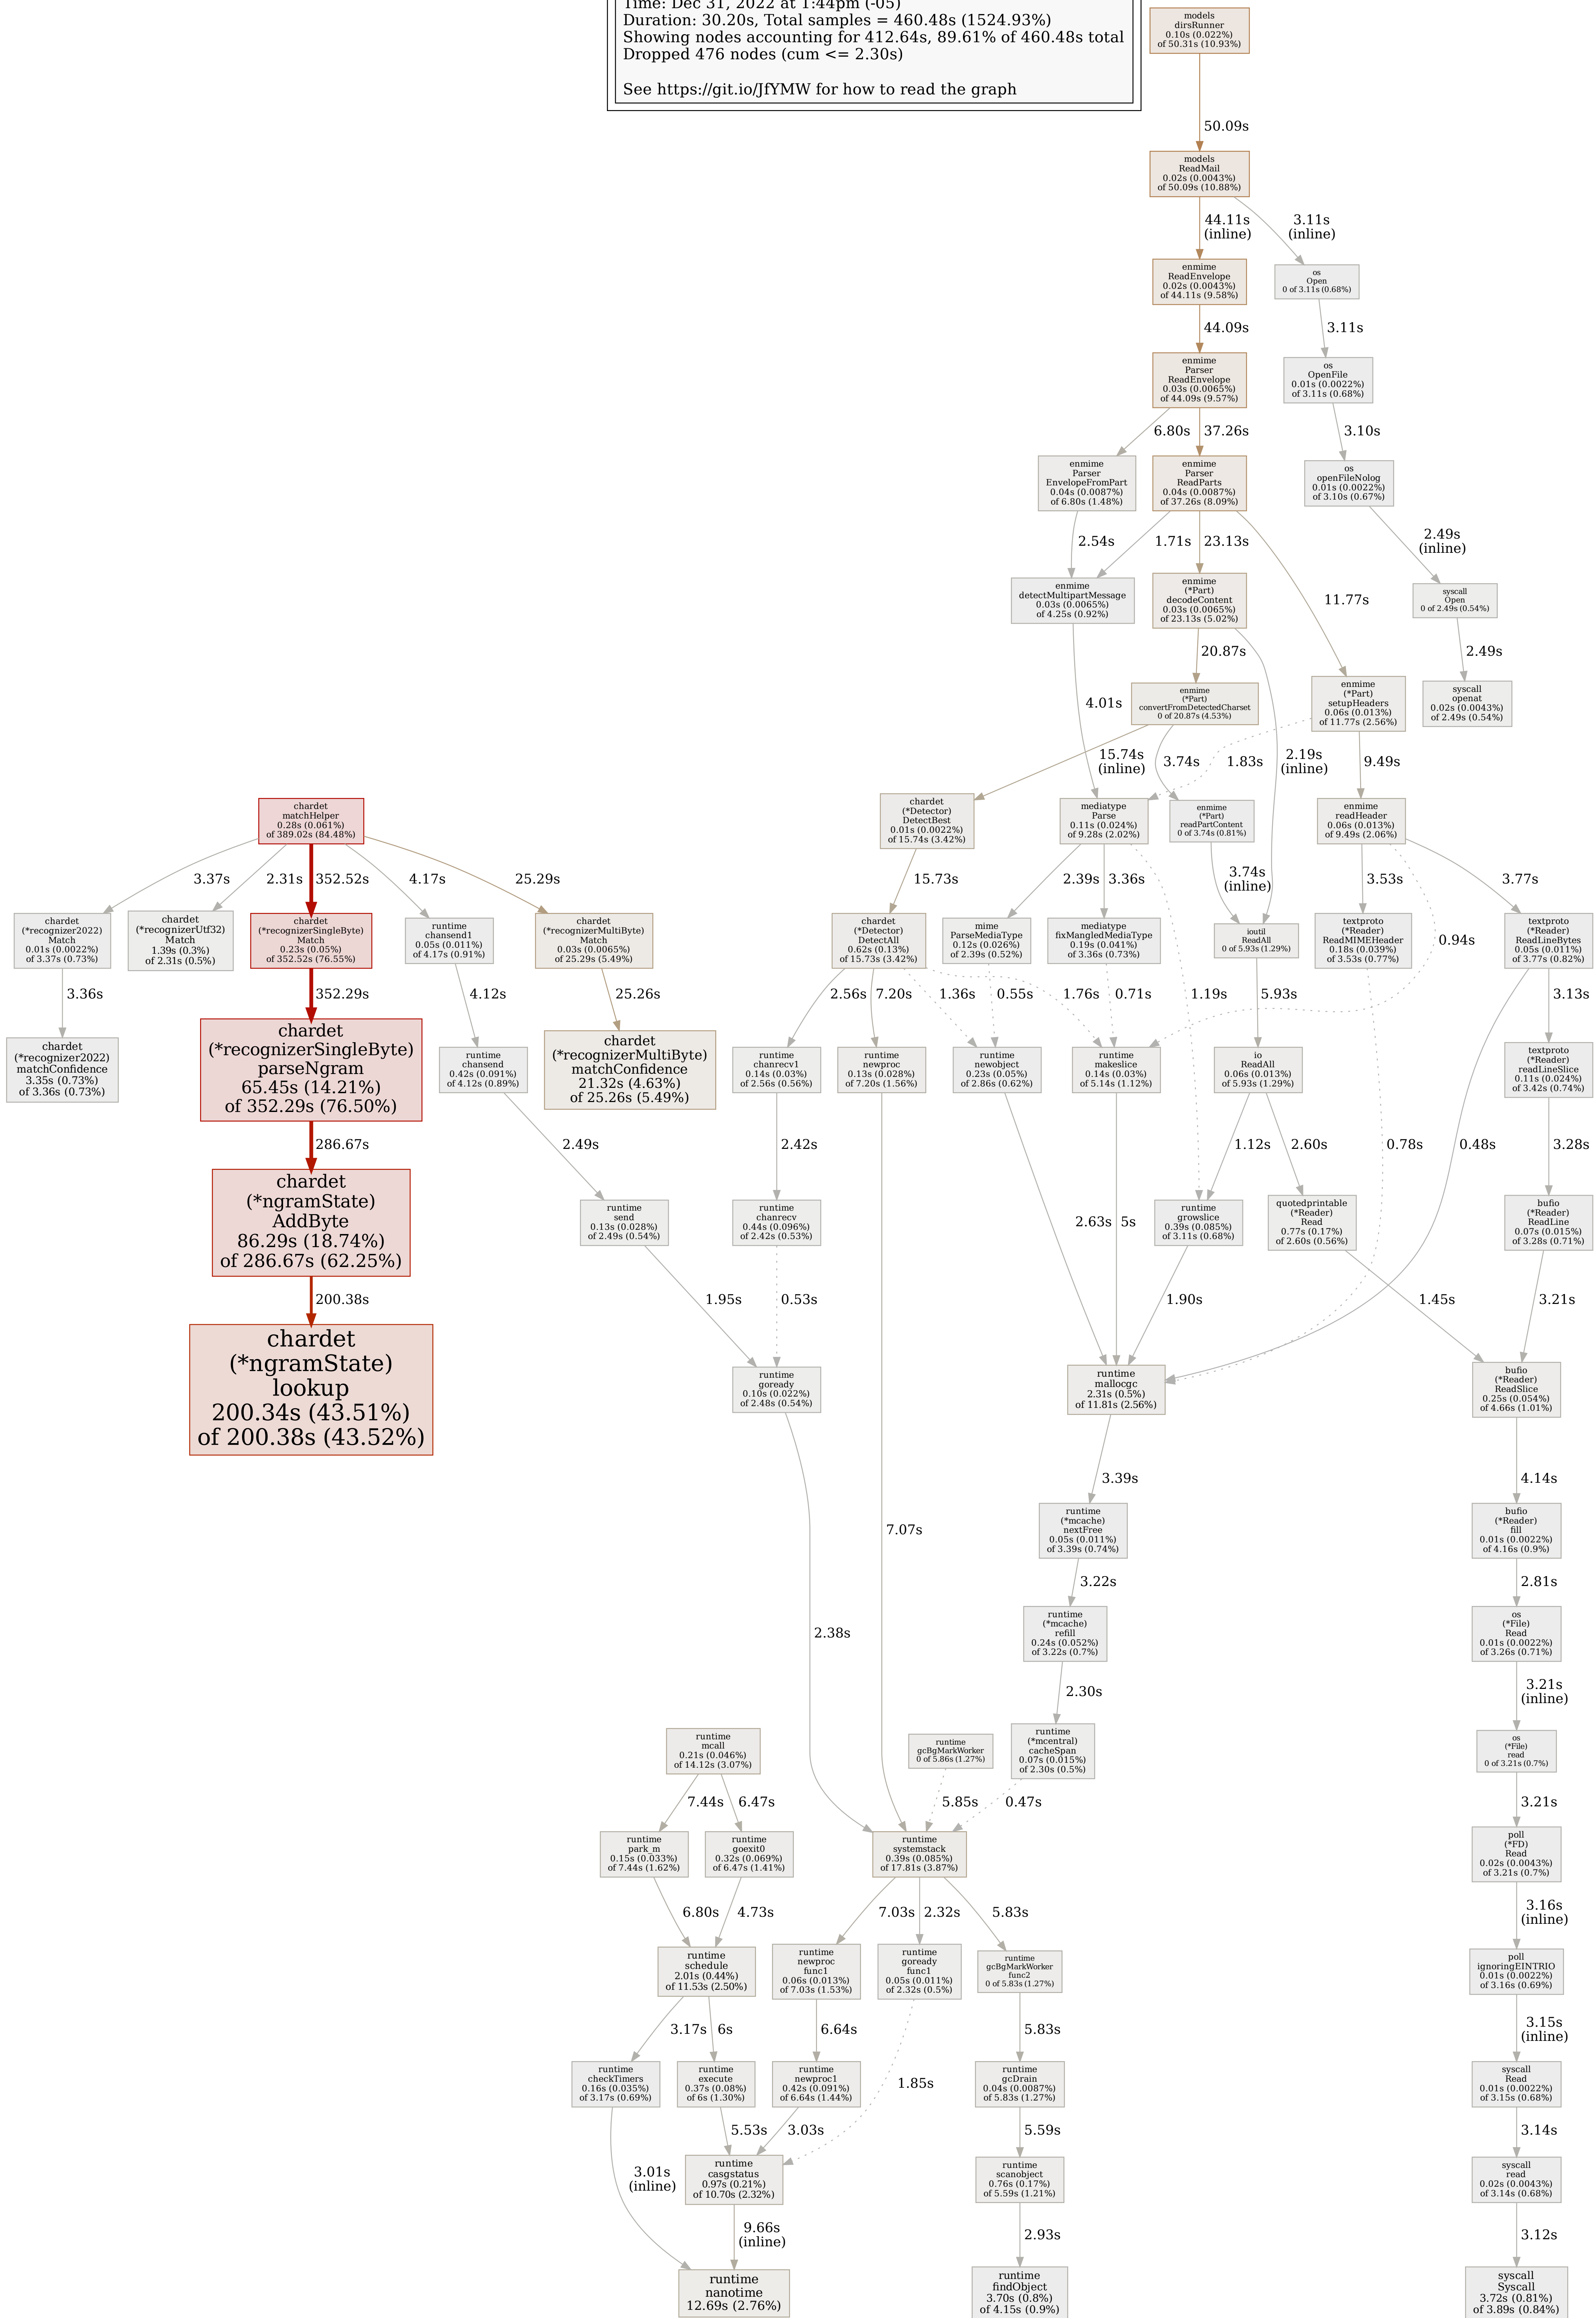 Time: Dec 31, 2022 at 1:44pm (-05)
Duration: 30.20s, Total samples = 460.48s (1524.93%)
Showing nodes accounting for 412.64s, 89.61% of 460.48s total
Dropped 476 nodes (cum <= 2.30s)
See https://git.io/JfYMW for how to read the graph
models
dirsRunner
0.10s (0.022%)
of 50.31s (10.93%)
50.09s
models
ReadMail
0.02s (0.0043%)
of 50.09s (10.88%)
44.11s
(inline)
3.11s
(inline)
enmime
ReadEnvelope
0.02s (0.0043%)
of 44.11s (9.58%)
os
Open
0 of 3.11s (0.68%)
44.09s
3.11s
enmime
Parser
ReadEnvelope
0.03s (0.0065%)
of 44.09s (9.57%)
os
OpenFile
0.01s (0.0022%)
of 3.11s (0.68%)
6.80s
37.26s
3.10s
enmime
Parser
EnvelopeFromPart
0.04s (0.0087%)
of 6.80s (1.48%)
enmime
Parser
ReadParts
0.04s (0.0087%)
of 37.26s (8.09%)
os
openFileNolog
0.01s (0.0022%)
of 3.10s (0.67%)
2.54s
1.71s
23.13s
11.77s
2.49s
(inline)
enmime
detectMultipartMessage
0.03s (0.0065%)
of 4.25s (0.92%)
enmime
(*Part)
decodeContent
0.03s (0.0065%)
of 23.13s (5.02%)
syscall
Open
0 of 2.49s (0.54%)
4.01s
20.87s
2.19s
(inline)
2.49s
enmime
(*Part)
convertFromDetectedCharset
0 of 20.87s (4.53%)
enmime
(*Part)
setupHeaders
0.06s (0.013%)
of 11.77s (2.56%)
syscall
openat
0.02s (0.0043%)
of 2.49s (0.54%)
15.74s
(inline)
3.74s
1.83s
9.49s
chardet
matchHelper
0.28s (0.061%)
of 389.02s (84.48%)
chardet
(*Detector)
DetectBest
0.01s (0.0022%)
of 15.74s (3.42%)
mediatype
Parse
0.11s (0.024%)
of 9.28s (2.02%)
enmime
(*Part)
readPartContent
0 of 3.74s (0.81%)
enmime
readHeader
0.06s (0.013%)
of 9.49s (2.06%)
3.37s
2.31s
352.52s
4.17s
25.29s
15.73s
2.39s
3.36s
1.19s
3.74s
(inline)
3.53s
0.94s
3.77s
chardet
(*recognizer2022)
Match
0.01s (0.0022%)
of 3.37s (0.73%)
chardet
(*recognizerUtf32)
Match
1.39s (0.3%)
of 2.31s (0.5%)
chardet
(*recognizerSingleByte)
Match
0.23s (0.05%)
of 352.52s (76.55%)
runtime
chansend1
0.05s (0.011%)
of 4.17s (0.91%)
chardet
(*recognizerMultiByte)
Match
0.03s (0.0065%)
of 25.29s (5.49%)
chardet
(*Detector)
DetectAll
0.62s (0.13%)
of 15.73s (3.42%)
mime
ParseMediaType
0.12s (0.026%)
of 2.39s (0.52%)
mediatype
fixMangledMediaType
0.19s (0.041%)
of 3.36s (0.73%)
ioutil
ReadAll
0 of 5.93s (1.29%)
textproto
(*Reader)
ReadMIMEHeader
0.18s (0.039%)
of 3.53s (0.77%)
textproto
(*Reader)
ReadLineBytes
0.05s (0.011%)
of 3.77s (0.82%)
3.36s
352.29s
4.12s
25.26s
2.56s
7.20s
1.36s
0.55s
1.76s
0.71s
5.93s
0.78s
0.48s
3.13s
chardet
(*recognizer2022)
matchConfidence
3.35s (0.73%)
of 3.36s (0.73%)
chardet
(*recognizerSingleByte)
parseNgram
65.45s (14.21%)
of 352.29s (76.50%)
runtime
chansend
0.42s (0.091%)
of 4.12s (0.89%)
chardet
(*recognizerMultiByte)
matchConfidence
21.32s (4.63%)
of 25.26s (5.49%)
runtime
chanrecv1
0.14s (0.03%)
of 2.56s (0.56%)
runtime
newproc
0.13s (0.028%)
of 7.20s (1.56%)
runtime
newobject
0.23s (0.05%)
of 2.86s (0.62%)
runtime
makeslice
0.14s (0.03%)
of 5.14s (1.12%)
io
ReadAll
0.06s (0.013%)
of 5.93s (1.29%)
textproto
(*Reader)
readLineSlice
0.11s (0.024%)
of 3.42s (0.74%)
286.67s
2.49s
2.42s
7.07s
2.63s
5s
1.12s
2.60s
3.28s
chardet
(*ngramState)
AddByte
86.29s (18.74%)
of 286.67s (62.25%)
runtime
send
0.13s (0.028%)
of 2.49s (0.54%)
runtime
chanrecv
0.44s (0.096%)
of 2.42s (0.53%)
runtime
growslice
0.39s (0.085%)
of 3.11s (0.68%)
quotedprintable
(*Reader)
Read
0.77s (0.17%)
of 2.60s (0.56%)
bufio
(*Reader)
ReadLine
0.07s (0.015%)
of 3.28s (0.71%)
200.38s
1.95s
0.53s
1.90s
1.45s
3.21s
chardet
(*ngramState)
lookup
200.34s (43.51%)
of 200.38s (43.52%)
runtime
goready
0.10s (0.022%)
of 2.48s (0.54%)
runtime
mallocgc
2.31s (0.5%)
of 11.81s (2.56%)
bufio
(*Reader)
ReadSlice
0.25s (0.054%)
of 4.66s (1.01%)
2.38s
3.39s
4.14s
runtime
(*mcache)
nextFree
0.05s (0.011%)
of 3.39s (0.74%)
bufio
(*Reader)
fill
0.01s (0.0022%)
of 4.16s (0.9%)
3.22s
2.81s
runtime
(*mcache)
refill
0.24s (0.052%)
of 3.22s (0.7%)
os
(*File)
Read
0.01s (0.0022%)
of 3.26s (0.71%)
2.30s
3.21s
(inline)
runtime
mcall
0.21s (0.046%)
of 14.12s (3.07%)
runtime
gcBgMarkWorker
0 of 5.86s (1.27%)
runtime
(*mcentral)
cacheSpan
0.07s (0.015%)
of 2.30s (0.5%)
os
(*File)
read
0 of 3.21s (0.7%)
7.44s
6.47s
5.85s
0.47s
3.21s
runtime
park_m
0.15s (0.033%)
of 7.44s (1.62%)
runtime
goexit0
0.32s (0.069%)
of 6.47s (1.41%)
runtime
systemstack
0.39s (0.085%)
of 17.81s (3.87%)
poll
(*FD)
Read
0.02s (0.0043%)
of 3.21s (0.7%)
6.80s
4.73s
7.03s
2.32s
5.83s
3.16s
(inline)
runtime
schedule
2.01s (0.44%)
of 11.53s (2.50%)
runtime
newproc
func1
0.06s (0.013%)
of 7.03s (1.53%)
runtime
goready
func1
0.05s (0.011%)
of 2.32s (0.5%)
runtime
gcBgMarkWorker
func2
0 of 5.83s (1.27%)
poll
ignoringEINTRIO
0.01s (0.0022%)
of 3.16s (0.69%)
3.17s
6s
6.64s
1.85s
5.83s
3.15s
(inline)
runtime
checkTimers
0.16s (0.035%)
of 3.17s (0.69%)
runtime
execute
0.37s (0.08%)
of 6s (1.30%)
runtime
newproc1
0.42s (0.091%)
of 6.64s (1.44%)
runtime
gcDrain
0.04s (0.0087%)
of 5.83s (1.27%)
syscall
Read
0.01s (0.0022%)
of 3.15s (0.68%)
3.01s
(inline)
5.53s
3.03s
5.59s
3.14s
runtime
casgstatus
0.97s (0.21%)
of 10.70s (2.32%)
runtime
scanobject
0.76s (0.17%)
of 5.59s (1.21%)
syscall
read
0.02s (0.0043%)
of 3.14s (0.68%)
9.66s
(inline)
2.93s
3.12s
runtime
nanotime
12.69s (2.76%)
runtime
findObject
3.70s (0.8%)
of 4.15s (0.9%)
syscall
Syscall
3.72s (0.81%)
of 3.89s (0.84%)